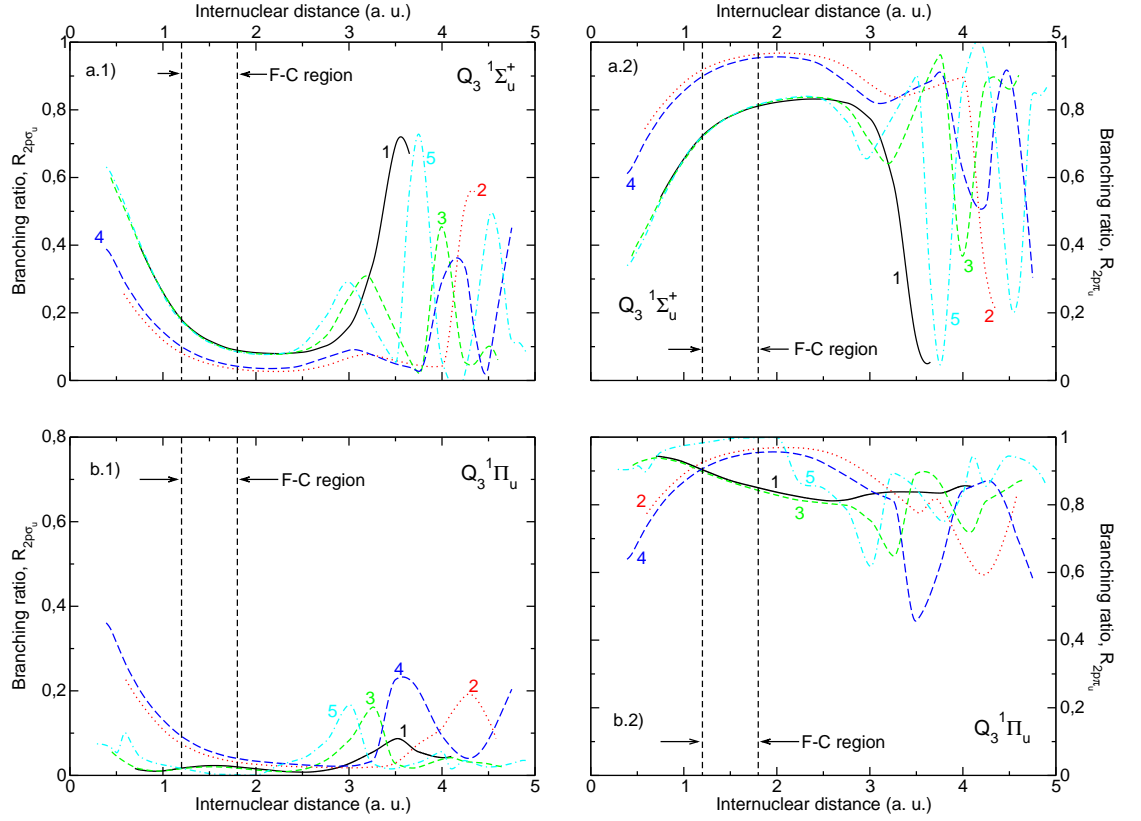 Internuclear distance (a. u.)
Internuclear distance (a. u.)
0 1 2 3 4 5
0 1 2 3 4 5
Branching ratio, R2pσu
1
0,8
0,6
0,4
0,2
0
a.1)
F-C region
Q3 1Σu+
1
5
2
3
4
a.2)
4
Q3 1Σu+
F-C region
1
5
3
2
1
0,8
0,6
0,4
0,2
0
Branching ratio, R2pπu
Branching ratio, R2pσu
0,8
0,6
0,4
0,2
0
b.1)
F-C region
Q3 1Πu
4
5
3
2
1
0 1 2 3 4 5
Internuclear distance (a. u.)
2
4
5
1
3
b.2)
F-C region
Q3 1Πu
1
0,8
0,6
0,4
0,2
0
Branching ratio, R2pπu
0 1 2 3 4 5
Internuclear distance (a. u.)